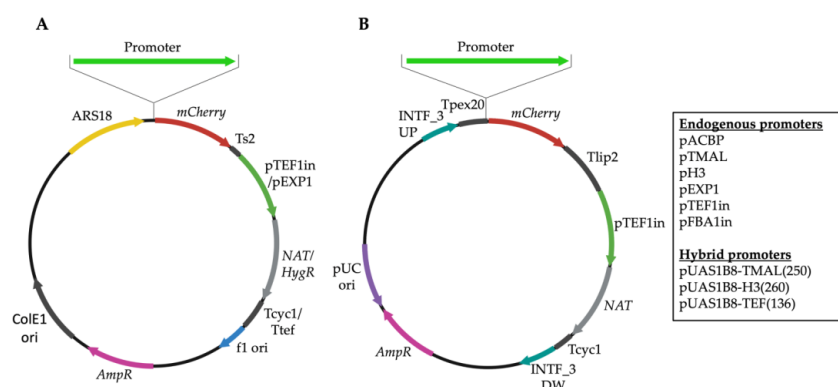 A
Promoter
ARS18
mCherry
Ts2
pTEF1in
/pEXP1
NAT/
HygR
Tcyc1/
Ttef
f1 ori
AmpR
ColE1
ori
B
Promoter
INTF_3
UP
Tpex20
mCherry
Tlip2
pTEF1in
NAT
Tcyc1
INTF_3
DW
AmpR
pUC
ori
Endogenous promoters
pACBP
pTMAL
pH3
pEXP1
pTEF1in
pFBA1in
Hybrid promoters
pUAS1B8-TMAL(250)
pUAS1B8-H3(260)
pUAS1B8-TEF(136)